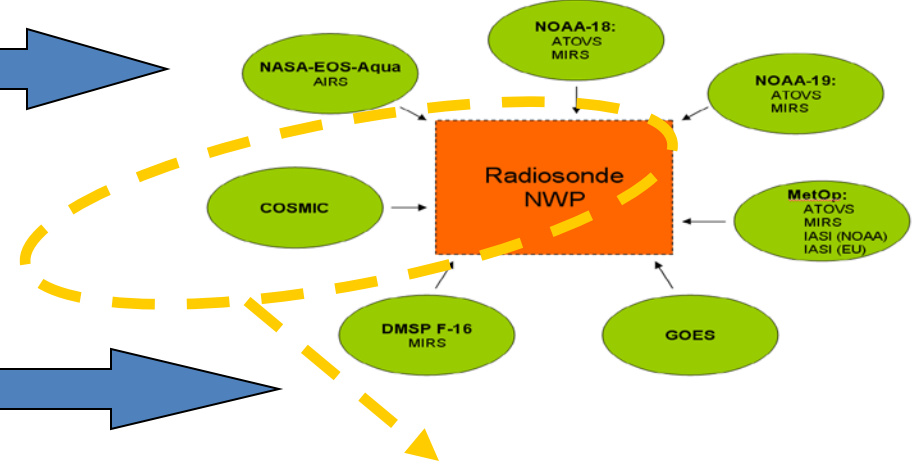 NOAA-18:
ATOVS
MIRS
NASA-EOS-Aqua
AIRS
NOAA-19:
ATOVS
MIRS
Radiosonde
NWP
COSMIC
MetOp:
ATOVS
MIRS
IASI (NOAA)
IASI (EU)
DMSP F-16
MIRS
GOES